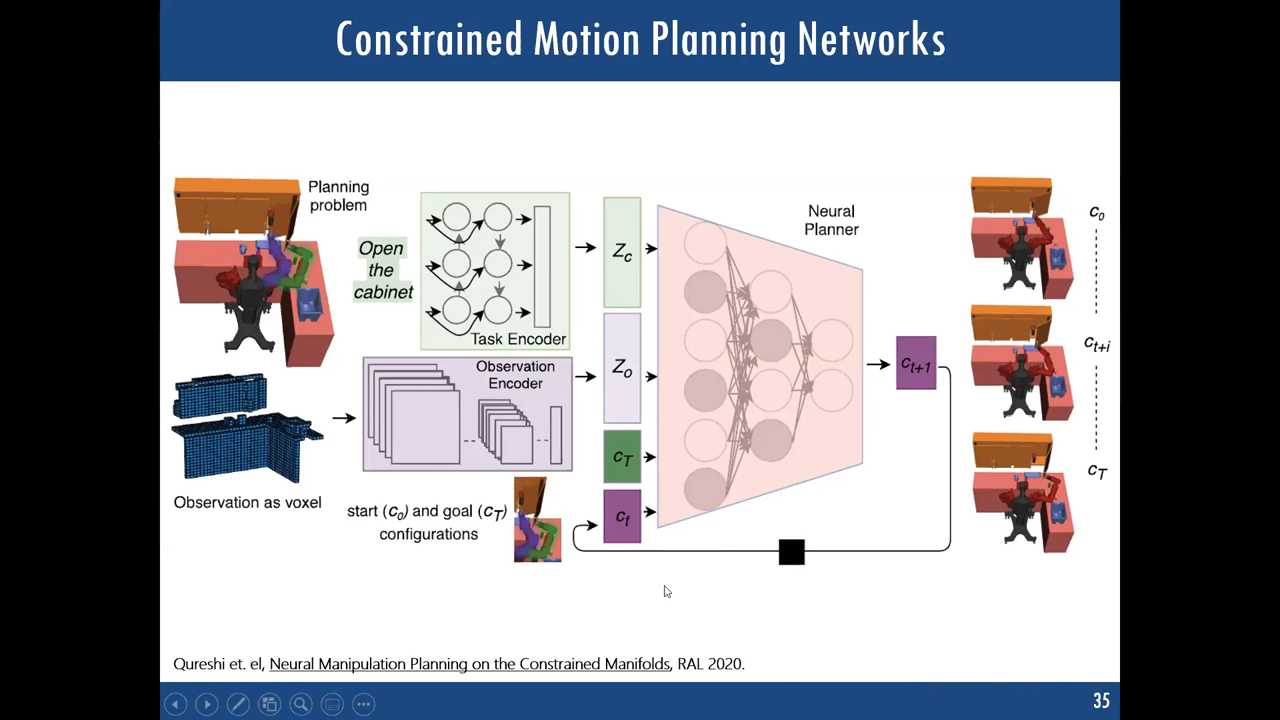 Constrained Motion Planning Networks
Planning
problem
Open
the
cabinet
Task Encoder
Observation
Encoder
Observation as voxel
start (c₀) and goal (c_T)
configurations
Z_c
Z_o
c_T
c_t
Neural
Planner
c_{t+1}
c₀
c_{t+i}
c_T
Qureshi et. el, Neural Manipulation Planning on the Constrained Manifolds, RAL 2020.
35